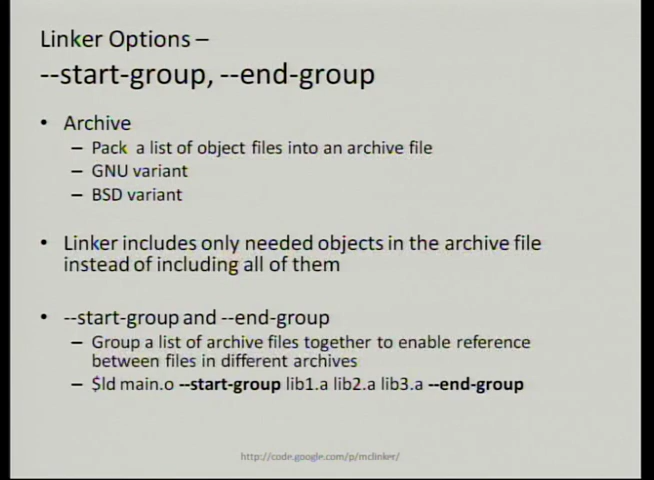 Linker Options –
--start-group, --end-group
• Archive
– Pack a list of object files into an archive file
– GNU variant
– BSD variant
• Linker includes only needed objects in the archive file
instead of including all of them
• --start-group and --end-group
– Group a list of archive files together to enable reference
between files in different archives
– $ld main.o --start-group lib1.a lib2.a lib3.a --end-group
http://code.google.com/p/mclinker/